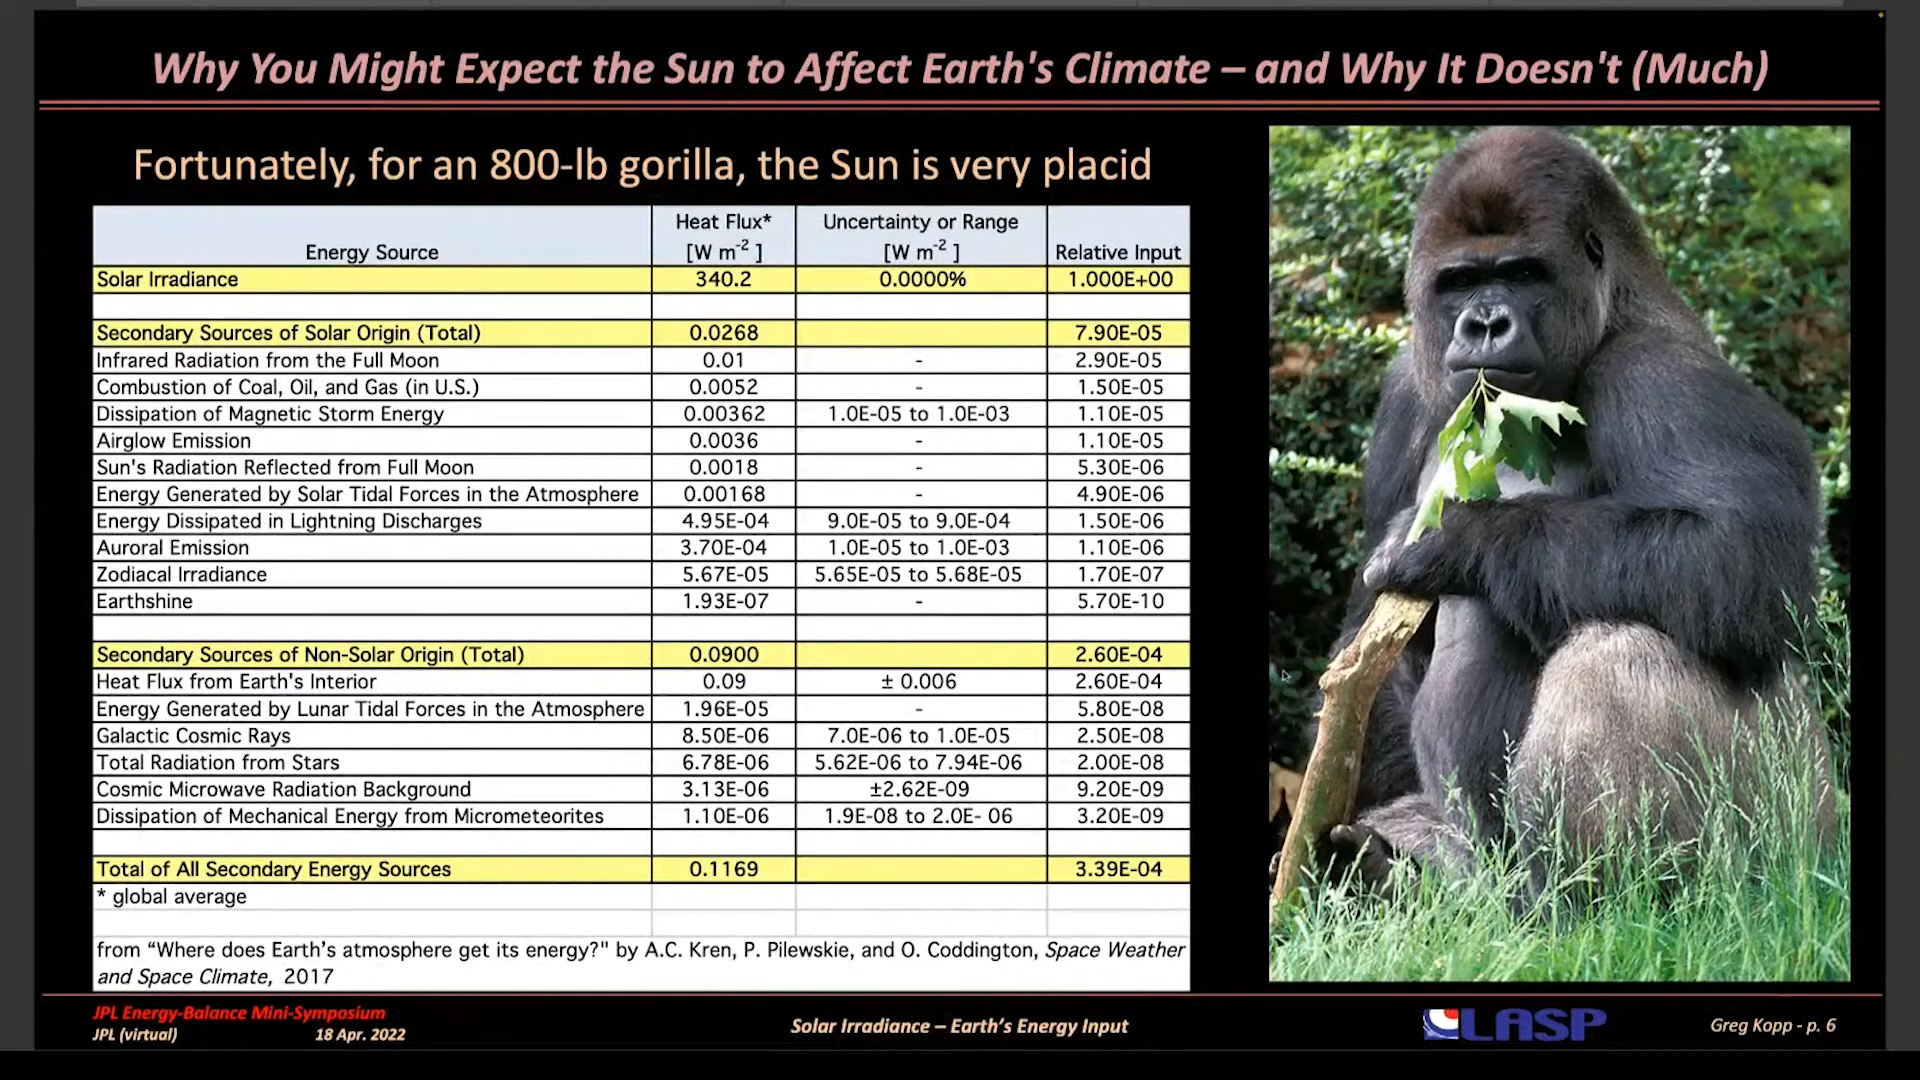 Why You Might Expect the Sun to Affect Earth's Climate – and Why It Doesn't (Much)
Fortunately, for an 800-lb gorilla, the Sun is very placid
Energy Source Heat Flux* [W m-2 ] Uncertainty or Range [W m-2 ] Relative Input
Solar Irradiance 340.2 0.0000% 1.000E+00
Secondary Sources of Solar Origin (Total) 0.0268 7.90E-05
Infrared Radiation from the Full Moon 0.01 - 2.90E-05
Combustion of Coal, Oil, and Gas (in U.S.) 0.0052 - 1.50E-05
Dissipation of Magnetic Storm Energy 0.00362 1.0E-05 to 1.0E-03 1.10E-05
Airglow Emission 0.0036 - 1.10E-05
Sun's Radiation Reflected from Full Moon 0.0018 - 5.30E-06
Energy Generated by Solar Tidal Forces in the Atmosphere 0.00168 - 4.90E-06
Energy Dissipated in Lightning Discharges 4.95E-04 9.0E-05 to 9.0E-04 1.50E-06
Auroral Emission 3.70E-04 1.0E-05 to 1.0E-03 1.10E-06
Zodiacal Irradiance 5.67E-05 5.65E-05 to 5.68E-05 1.70E-07
Earthshine 1.93E-07 - 5.70E-10
Secondary Sources of Non-Solar Origin (Total) 0.0900 2.60E-04
Heat Flux from Earth's Interior 0.09 ± 0.006 2.60E-04
Energy Generated by Lunar Tidal Forces in the Atmosphere 1.96E-05 - 5.80E-08
Galactic Cosmic Rays 8.50E-06 7.0E-06 to 1.0E-05 2.50E-08
Total Radiation from Stars 6.78E-06 5.62E-06 to 7.94E-06 2.00E-08
Cosmic Microwave Radiation Background 3.13E-06 ±2.62E-09 9.20E-09
Dissipation of Mechanical Energy from Micrometeorites 1.10E-06 1.9E-08 to 2.0E- 06 3.20E-09
Total of All Secondary Energy Sources 0.1169 3.39E-04
* global average
from “Where does Earth’s atmosphere get its energy?" by A.C. Kren, P. Pilewskie, and O. Coddington, Space Weather
and Space Climate, 2017
JPL Energy-Balance Mini-Symposium
JPL (virtual) 18 Apr. 2022
Solar Irradiance – Earth’s Energy Input
LASP
Greg Kopp - p. 6